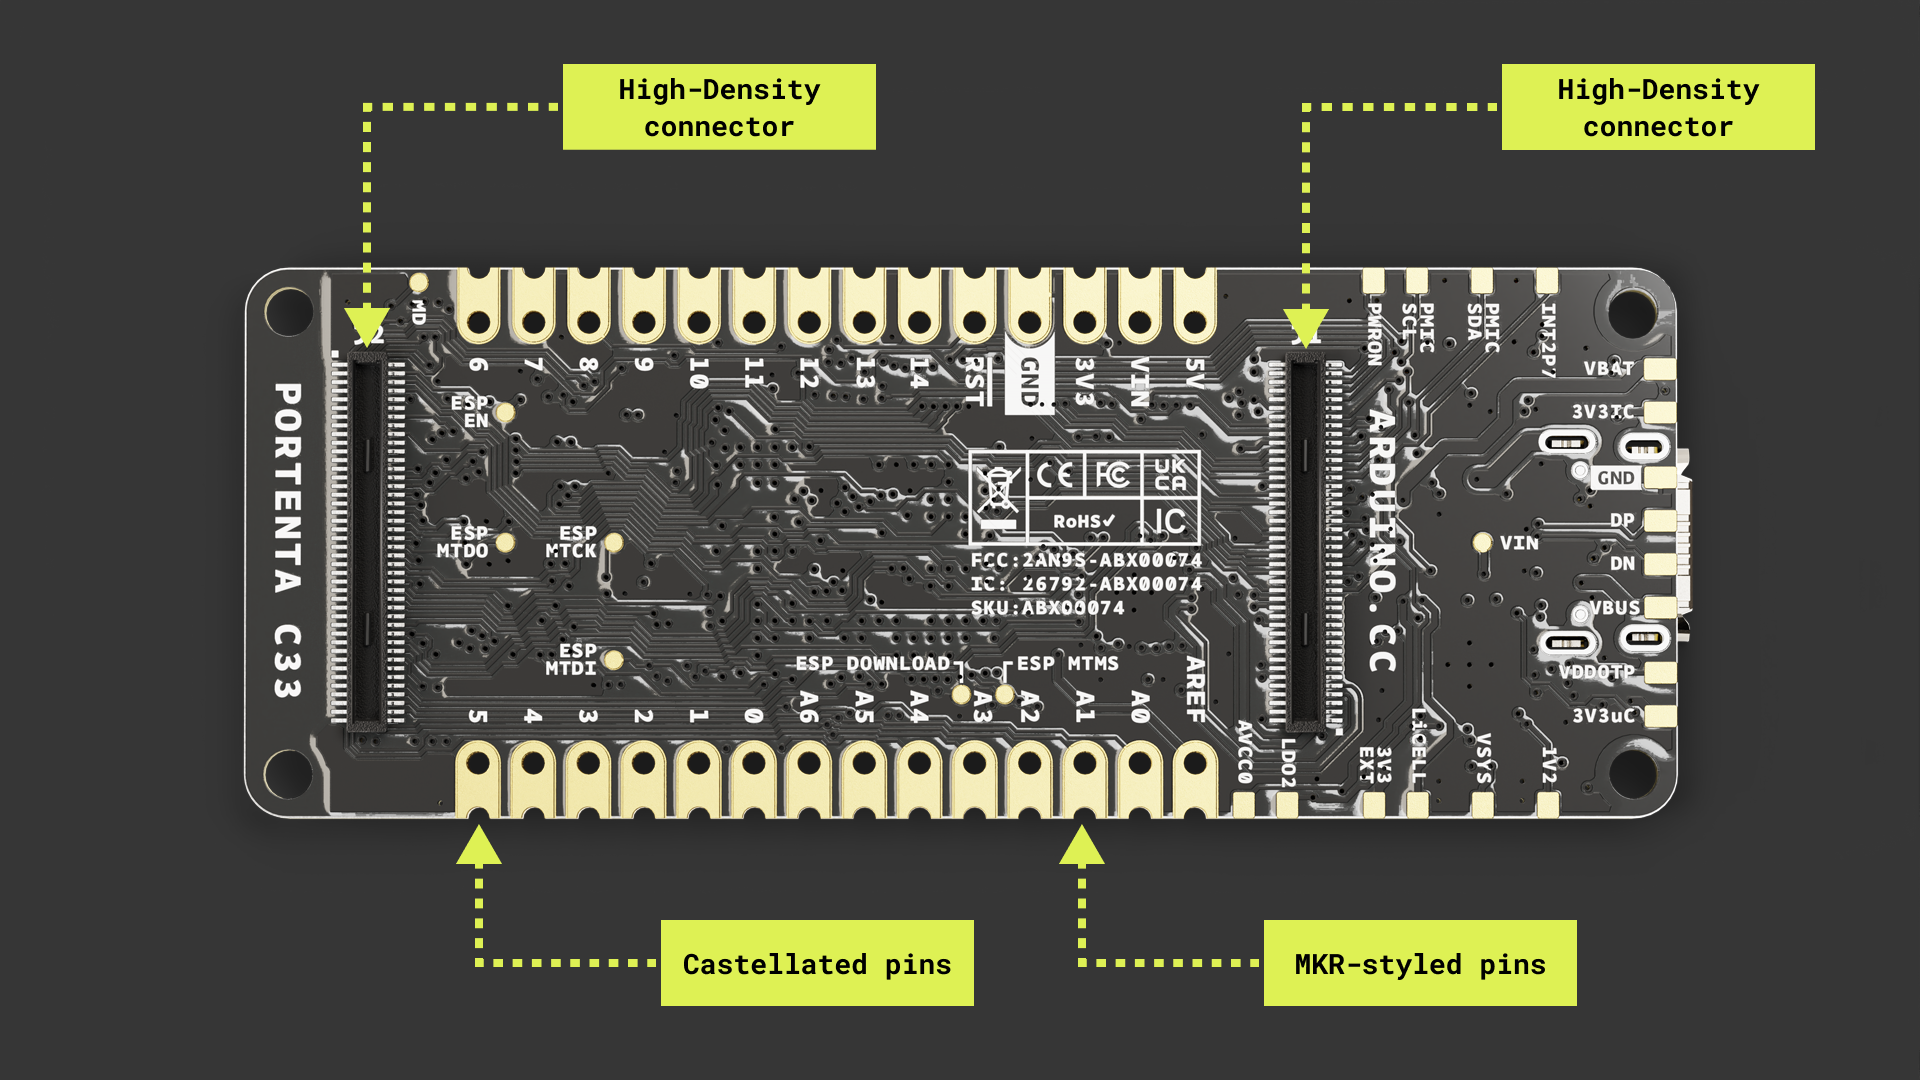 High-Density
connector
High-Density
connector
MD
6
7
8
9
10
11
12
13
14
RST
GND
3V3
VIN
5V
PWRON
PMIC
SCL
PMIC
SDA
INT2P7
VBAT
3V3IC
GND
DP
DN
VBUS
VDDOTP
3V3uC
VIN
PORTENTA C33
ESP
EN
ESP
MTDO
ESP
MTCK
ESP
MTDI
CE
FC
UK
CA
RoHS✓
IC
FCC:2AN9S-ABX00074
IC: 26792-ABX00074
SKU:ABX00074
ARDUINO.CC
ESP DOWNLOAD
ESP MTMS
5
4
3
2
1
0
A6
A5
A4
A3
A2
A1
A0
AREF
AVCC0
LDO2
3V3
EXT
LiCELL
VSYS
1V2
Castellated pins
MKR-styled pins